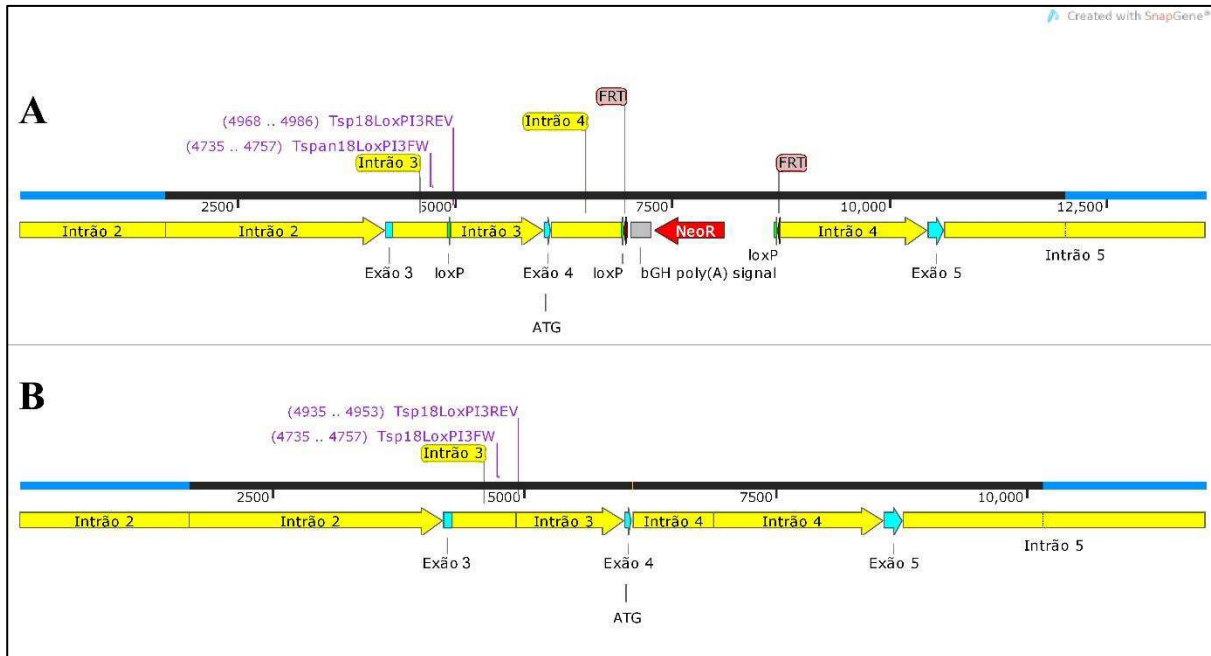 Created with SnapGene®
A
FRT
(4968 .. 4986) Tsp18LoxPI3REV
Intrão 4
(4735 .. 4757) Tspan18LoxPI3FW
Intrão 3
FRT
2500 5000 7500 10,000 12,500
Intrão 2 Intrão 2 Intrão 3 NeoR Intrão 4
Exão 3 loxP Exão 4 loxP bGH poly(A) signal loxP Exão 5 Intrão 5
ATG
B
(4935 .. 4953) Tsp18LoxPI3REV
(4735 .. 4757) Tsp18LoxPI3FW
Intrão 3
2500 5000 7500 10,000
Intrão 2 Intrão 2 Intrão 3 Intrão 4 Intrão 4
Exão 3 Exão 4 Exão 5 Intrão 5
ATG